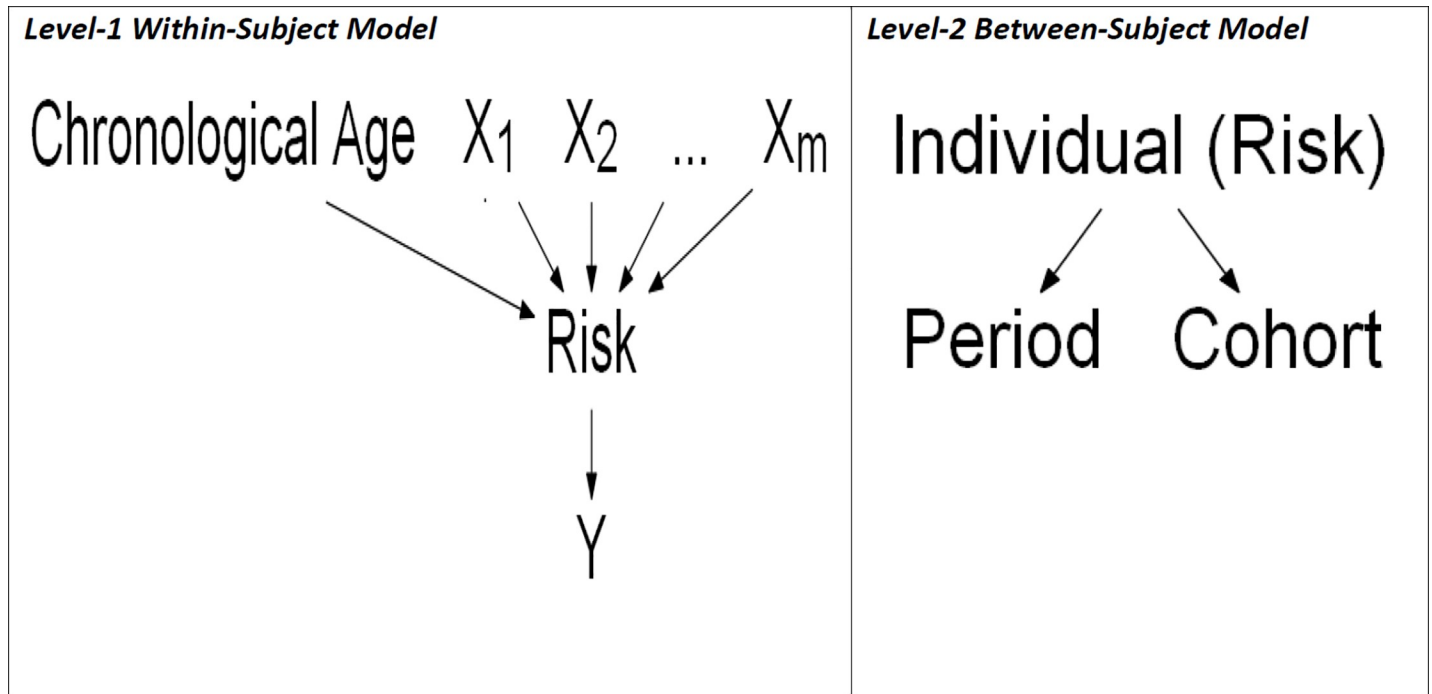 Level-1 Within-Subject Model
Chronological Age X₁ X₂ ... Xₘ
Risk
Y
Level-2 Between-Subject Model
Individual (Risk)
Period Cohort